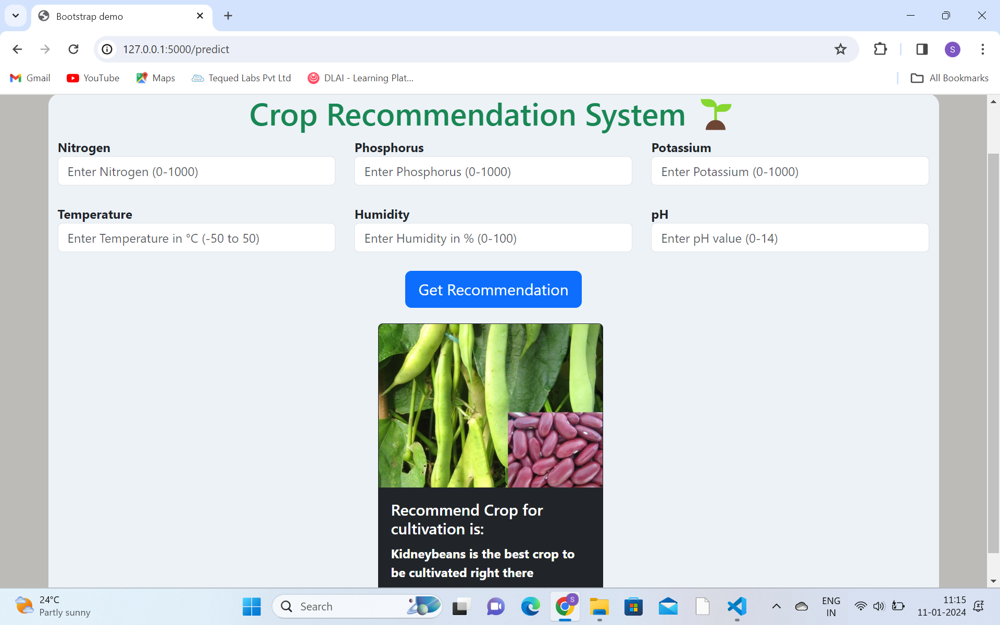 Bootstrap demo
127.0.0.1:5000/predict
S
Gmail YouTube Maps Tequed Labs Pvt Ltd DLAI - Learning Plat... All Bookmarks
Crop Recommendation System
Nitrogen Phosphorus Potassium
Enter Nitrogen (0-1000) Enter Phosphorus (0-1000) Enter Potassium (0-1000)
Temperature Humidity pH
Enter Temperature in °C (-50 to 50) Enter Humidity in % (0-100) Enter pH value (0-14)
Get Recommendation
Recommend Crop for
cultivation is:
Kidneybeans is the best crop to
be cultivated right there
24°C
Partly sunny
Search
S
ENG
IN
11:15
11-01-2024